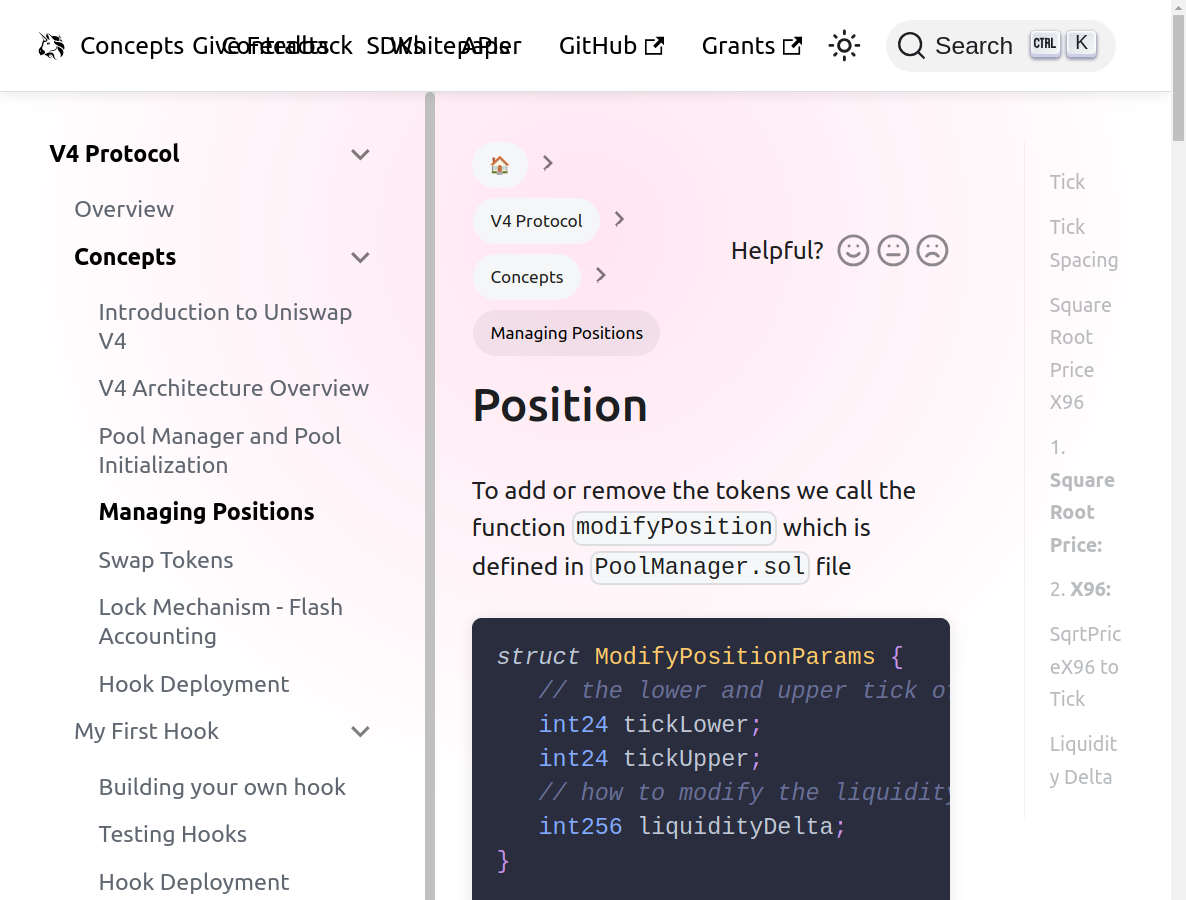 Concepts
Give Feedback
Contracts
SDKs
Whitepaper
APIs
GitHub
Grants
Search CTRL K
V4 Protocol
Overview
Concepts
Introduction to Uniswap
V4
V4 Architecture Overview
Pool Manager and Pool
Initialization
Managing Positions
Swap Tokens
Lock Mechanism - Flash
Accounting
Hook Deployment
My First Hook
Building your own hook
Testing Hooks
Hook Deployment
V4 Protocol
Concepts
Managing Positions
Helpful?
Position
To add or remove the tokens we call the
function modifyPosition which is
defined in PoolManager.sol file
struct ModifyPositionParams {
// the lower and upper tick o
int24 tickLower;
int24 tickUpper;
// how to modify the liquidity
int256 liquidityDelta;
}
Tick
Tick
Spacing
Square
Root
Price
X96
1.
Square
Root
Price:
2. X96:
SqrtPric
eX96 to
Tick
Liquidit
y Delta